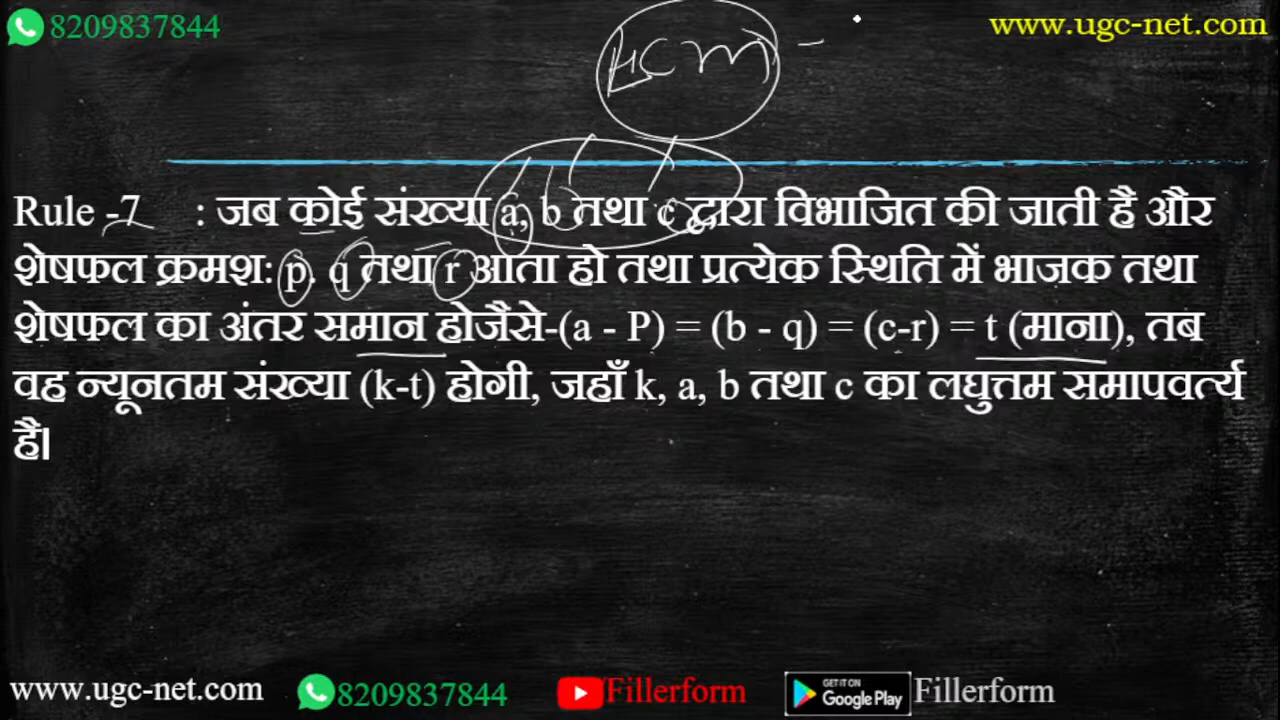 8209837844 www.ugc-net.com
LCM -
Rule -7 : जब कोई संख्या a, b तथा c द्वारा विभाजित की जाती है और
शेषफल क्रमश: p. q तथा r आता हो तथा प्रत्येक स्थिति में भाजक तथा
शेषफल का अंतर समान होजैसे-(a - P) = (b - q) = (c-r) = t (माना), तब
वह न्यूनतम संख्या (k-t) होगी, जहाँ k, a, b तथा c का लघुत्तम समापवर्त्य
है।
www.ugc-net.com 8209837844 Fillerform GET IT ON Google Play Fillerform